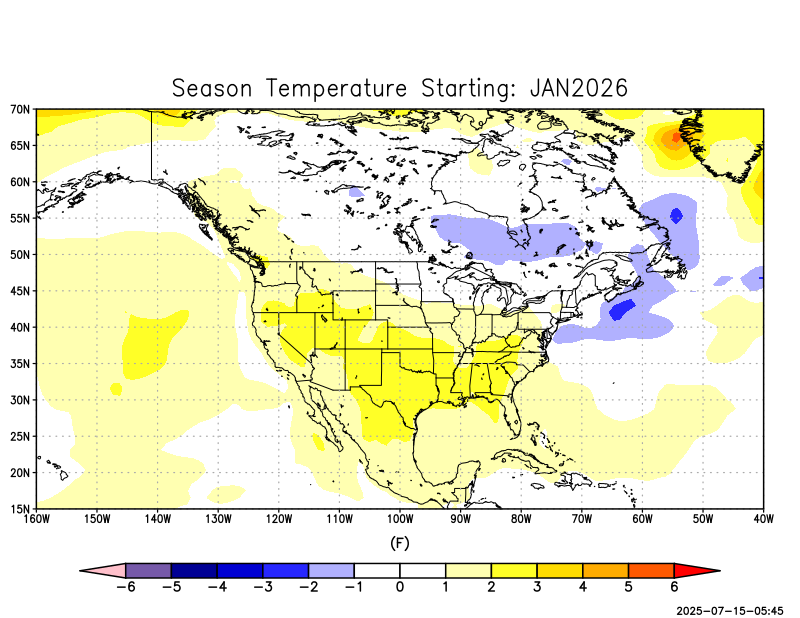 Season Temperature Starting: JAN2026
70N
65N
60N
55N
50N
45N
40N
35N
30N
25N
20N
15N
160W 150W 140W 130W 120W 110W 100W 90W 80W 70W 60W 50W 40W
(F)
-6 -5 -4 -3 -2 -1 0 1 2 3 4 5 6
2025-07-15-05:45